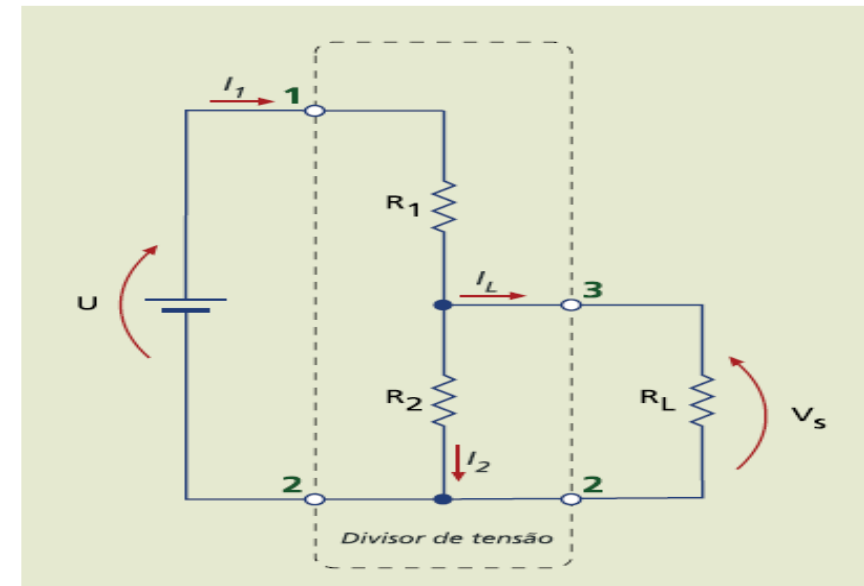 I1
1
R1
IL
3
U
R2
RL
Vs
I2
2
2
Divisor de tensão